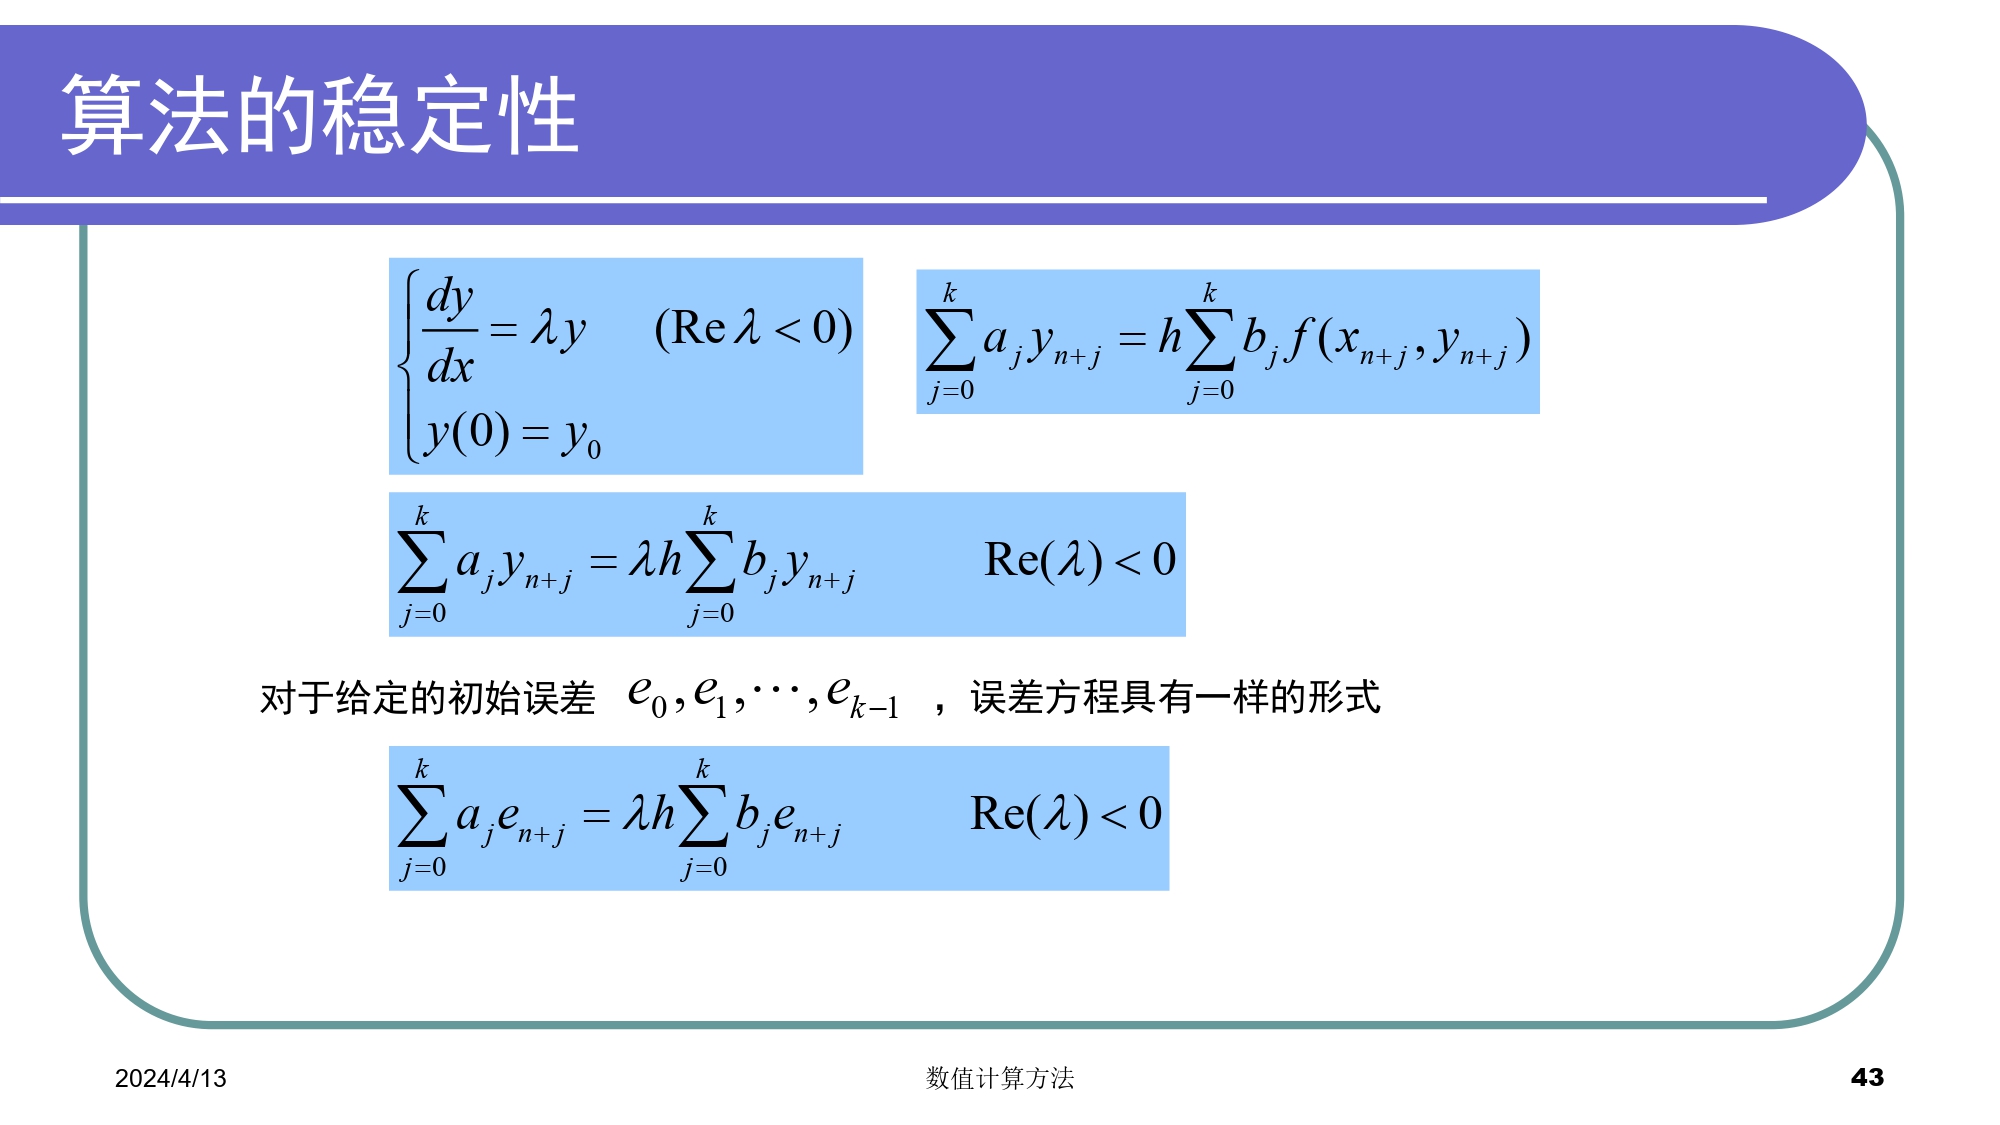 算法的稳定性
$\begin{cases} \dfrac{dy}{dx} = \lambda y \quad (\mathrm{Re}\,\lambda < 0) \\ y(0) = y_0 \end{cases}$
$\sum_{j=0}^{k} a_j y_{n+j} = h \sum_{j=0}^{k} b_j f(x_{n+j}, y_{n+j})$
$\sum_{j=0}^{k} a_j y_{n+j} = \lambda h \sum_{j=0}^{k} b_j y_{n+j} \quad \mathrm{Re}(\lambda) < 0$
对于给定的初始误差 $e_0, e_1, \cdots, e_{k-1}$ ，误差方程具有一样的形式
$\sum_{j=0}^{k} a_j e_{n+j} = \lambda h \sum_{j=0}^{k} b_j e_{n+j} \quad \mathrm{Re}(\lambda) < 0$
2024/4/13
数值计算方法
43